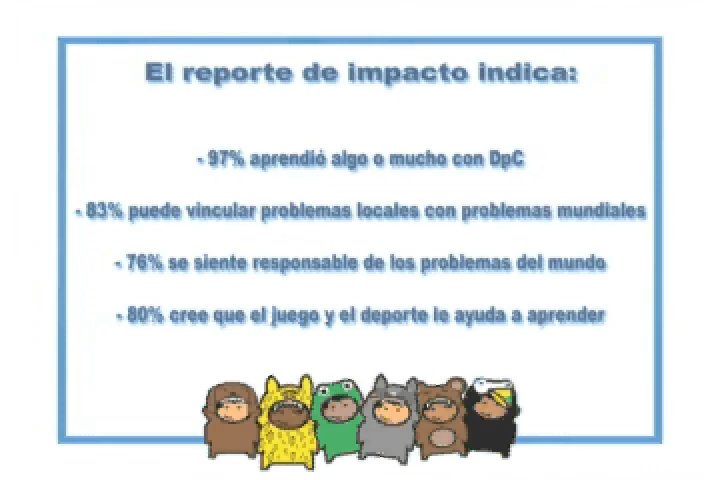 El reporte de impacto indica:
- 97% aprendió algo o mucho con DpC
- 83% puede vincular problemas locales con problemas mundiales
- 76% se siente responsable de los problemas del mundo
- 80% cree que el juego y el deporte le ayuda a aprender